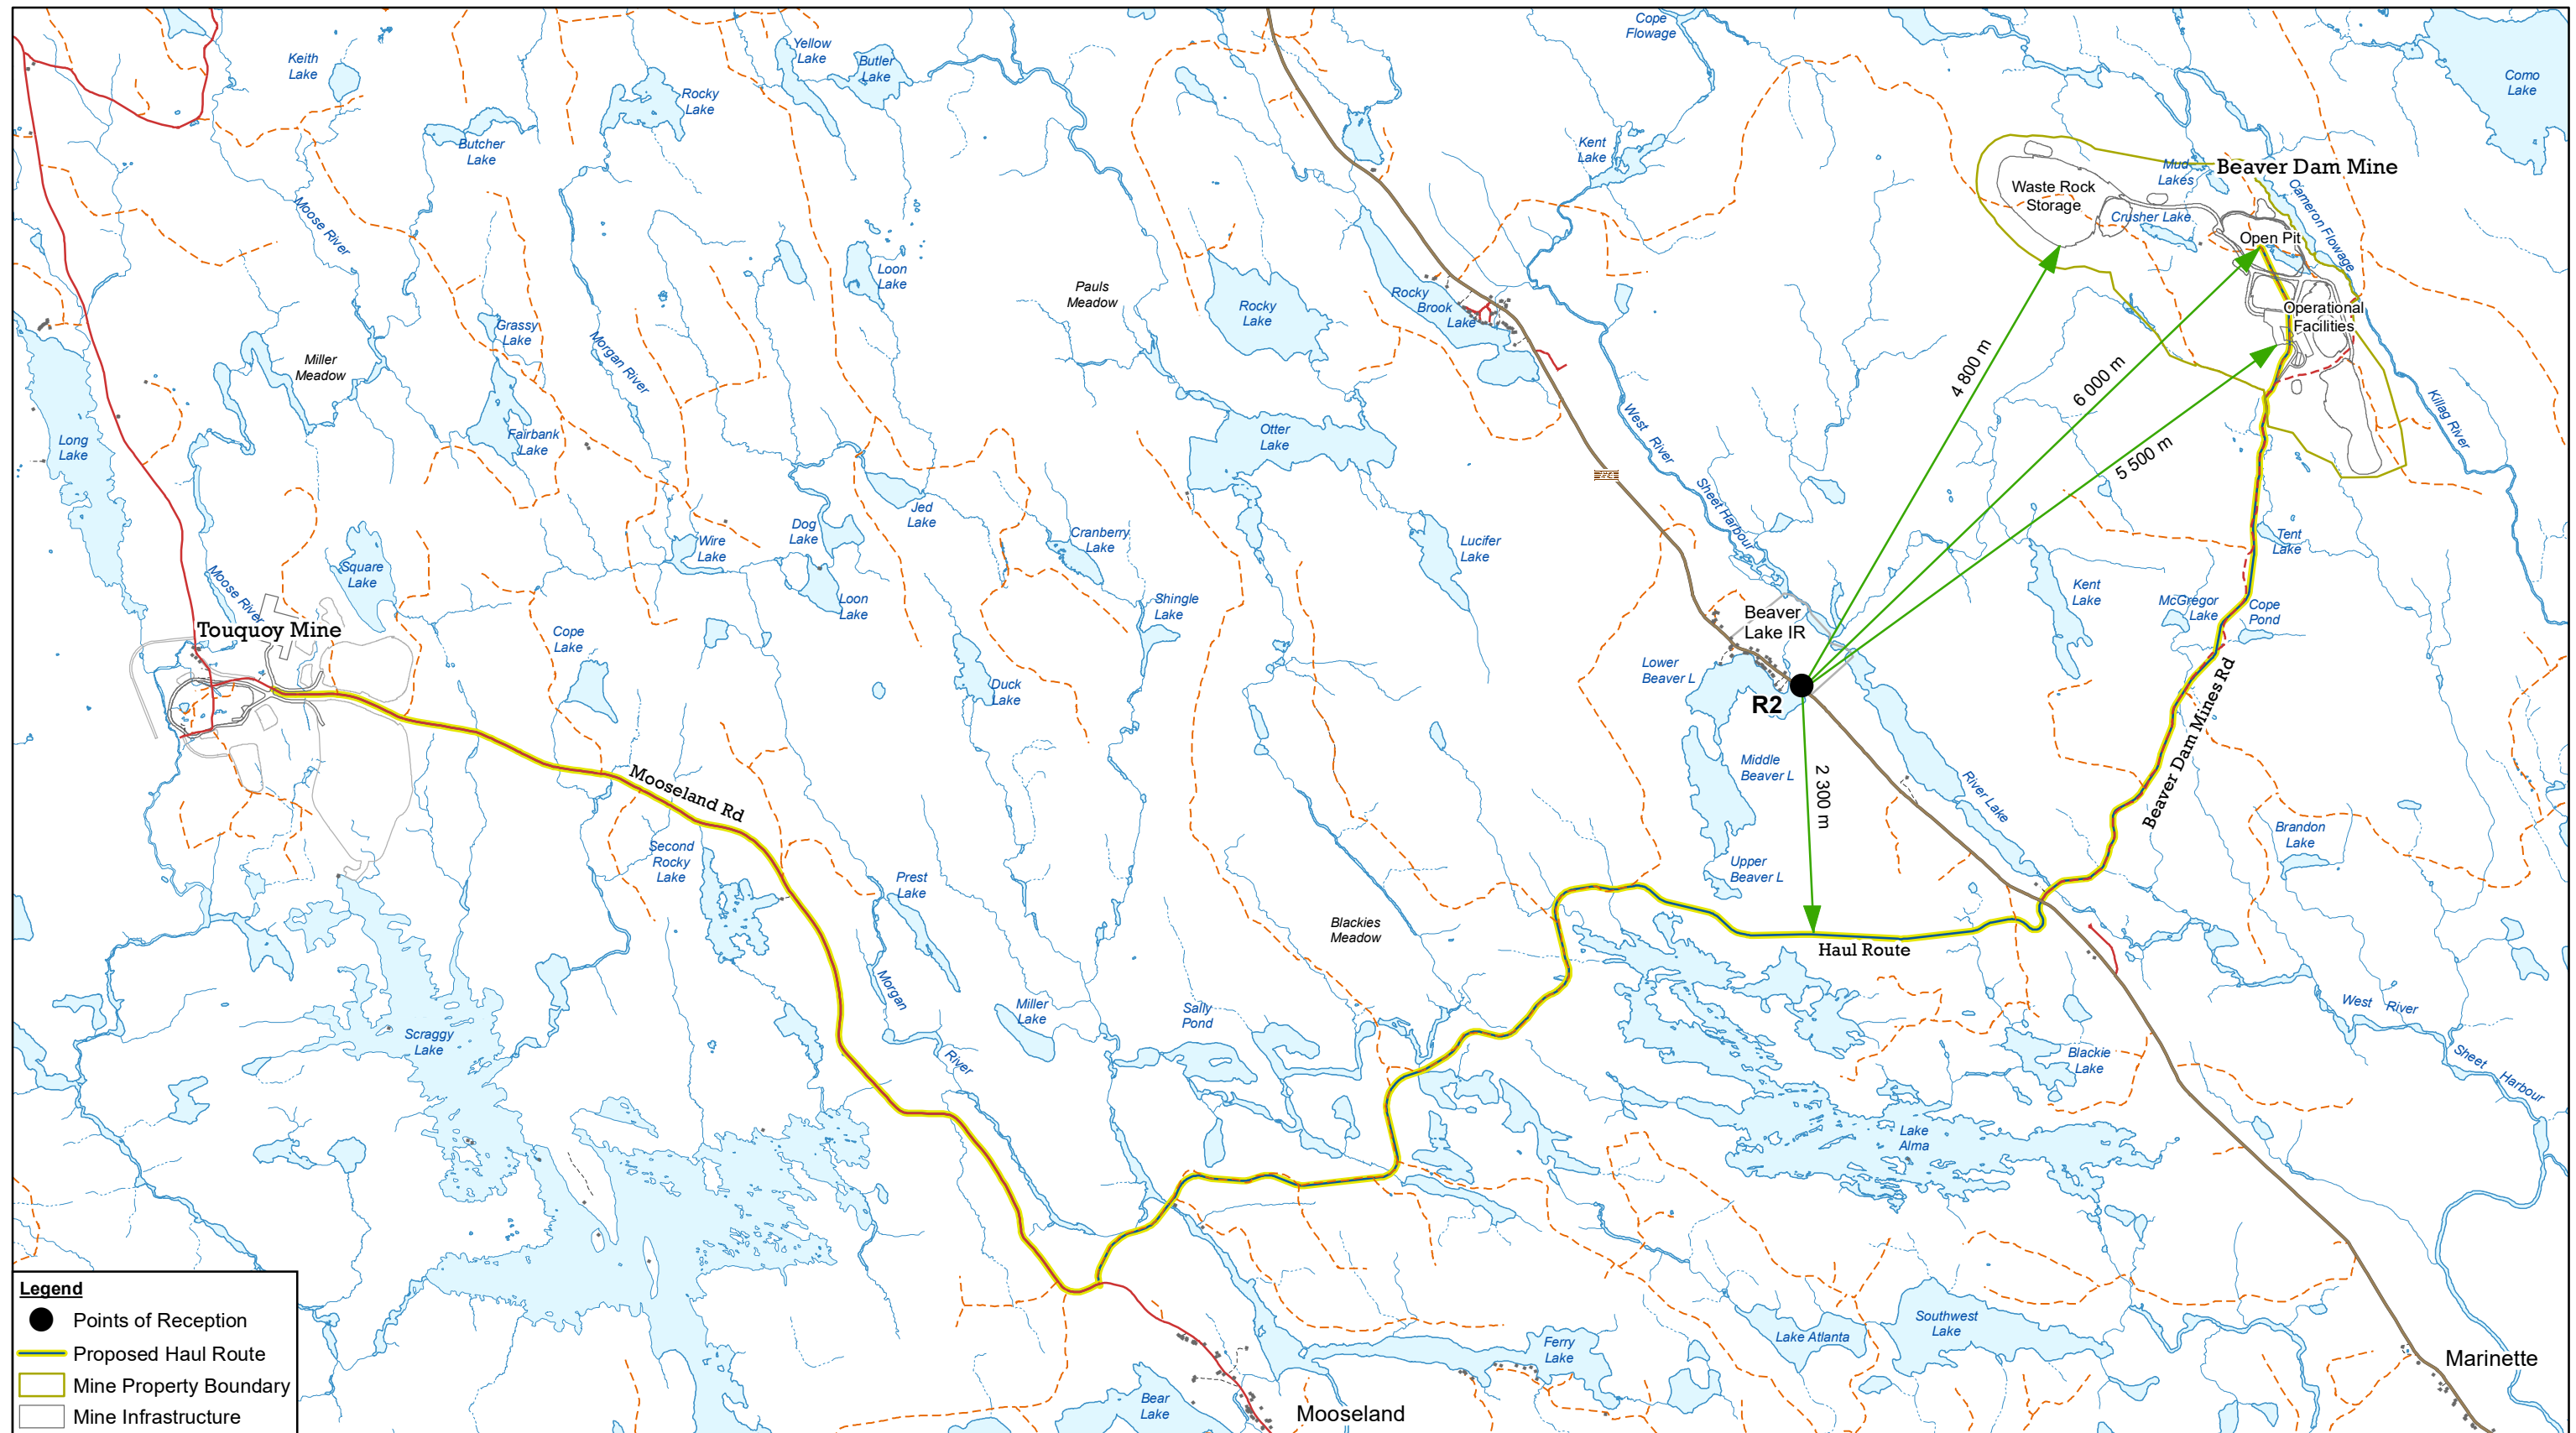 Keith
Lake
Yellow
Lake
Butler
Lake
Rocky
Lake
Butcher
Lake
Cope
Flowage
Como
Lake
Kent
Lake
Mud
Lakes
Beaver Dam Mine
Waste Rock
Storage
Crusher Lake
Cameron Flowage
Open Pit
Operational
Facilities
Moose River
Loon
Lake
Pauls
Meadow
Rocky
Lake
Rocky
Brook
Lake
Grassy
Lake
Miller
Meadow
Morgan River
4 800 m
6 000 m
5 500 m
Killag River
Long
Lake
Fairbank
Lake
Otter
Lake
West River
Sheet Harbour
Jed
Lake
Dog
Lake
Wire
Lake
Cranberry
Lake
Lucifer
Lake
Tent
Lake
Square
Lake
Moose River
Loon
Lake
Shingle
Lake
Kent
Lake
McGregor
Lake
Cope
Pond
Beaver
Lake IR
Touquoy Mine
Cope
Lake
Duck
Lake
Lower
Beaver L
R2
Beaver Dam Mines Rd
Mooseland Rd
Middle
Beaver L
2 300 m
River Lake
Second
Rocky
Lake
Prest
Lake
Upper
Beaver L
Brandon
Lake
Blackies
Meadow
Haul Route
Morgan
River
Miller
Lake
Sally
Pond
Scraggy
Lake
West River
Sheet Harbour
Blackie
Lake
Lake
Alma
Southwest
Lake
Lake Atlanta
Ferry
Lake
Bear
Lake
Mooseland
Marinette
Legend
Points of Reception
Proposed Haul Route
Mine Property Boundary
Mine Infrastructure